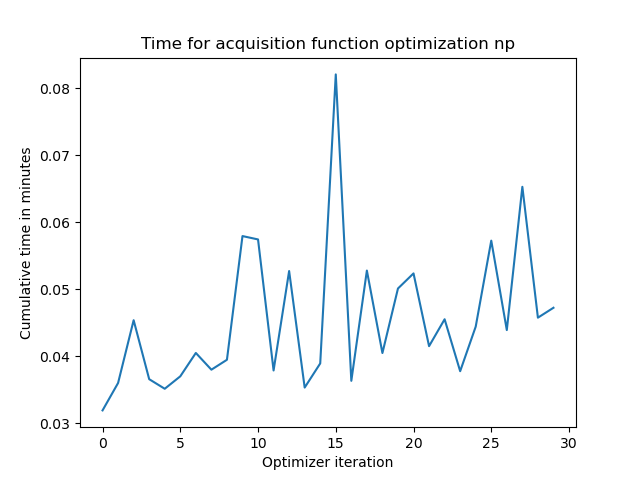 Time for acquisition function optimization np
Cumulative time in minutes
0.08
0.07
0.06
0.05
0.04
0.03
0 5 10 15 20 25 30
Optimizer iteration